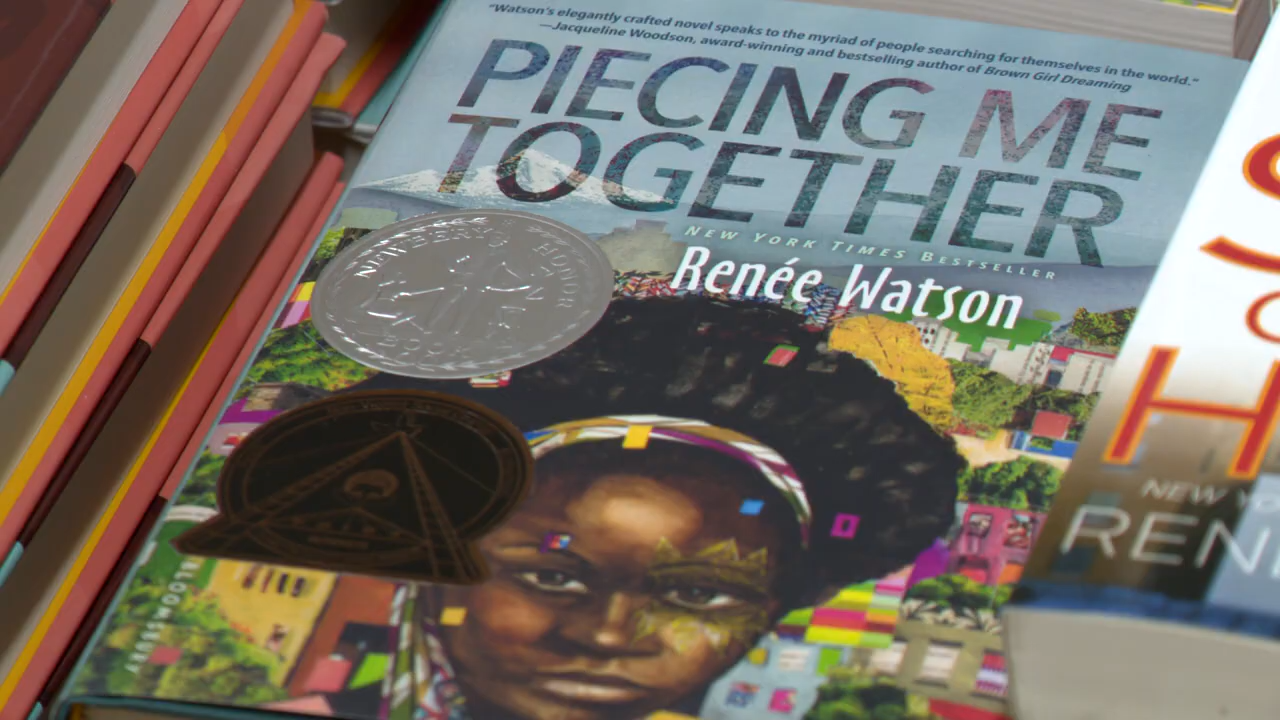 "Watson's elegantly crafted novel speaks to the myriad of people searching for themselves in the world."
—Jacqueline Woodson, award-winning and bestselling author of Brown Girl Dreaming
PIECING ME
TOGETHER
NEW YORK TIMES BESTSELLER
Renée Watson
NEWBERY HONOR
BLOOMSBURY
S
H
NEW YO
REN